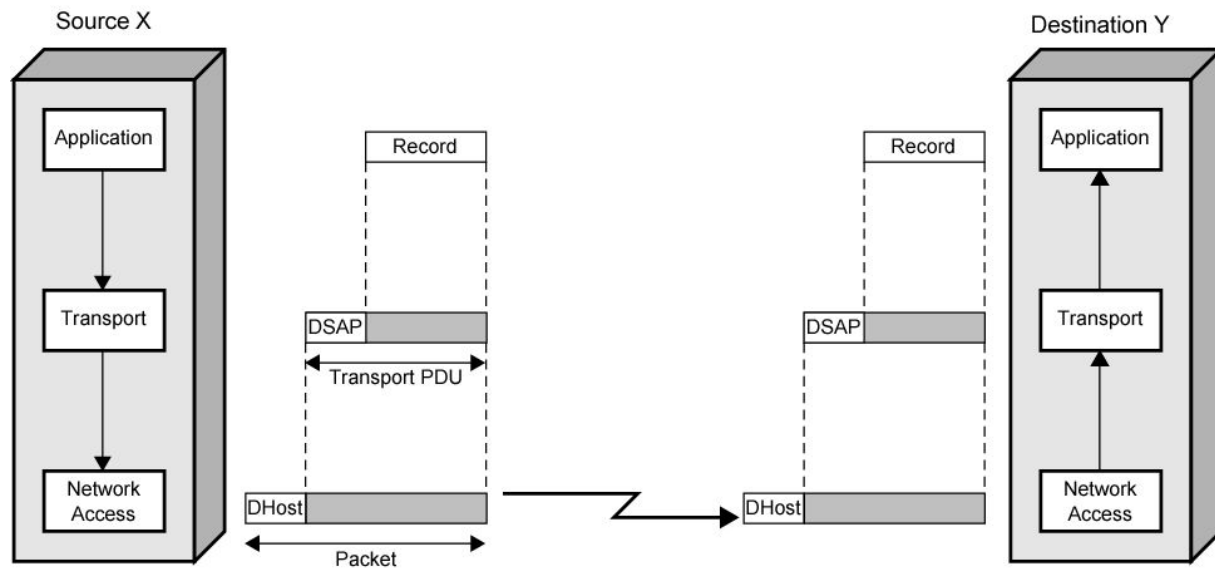 Source X
Destination Y
Application
Record
Record
Application
Transport
DSAP
Transport PDU
DSAP
Transport
Network
Access
DHost
Packet
DHost
Network
Access